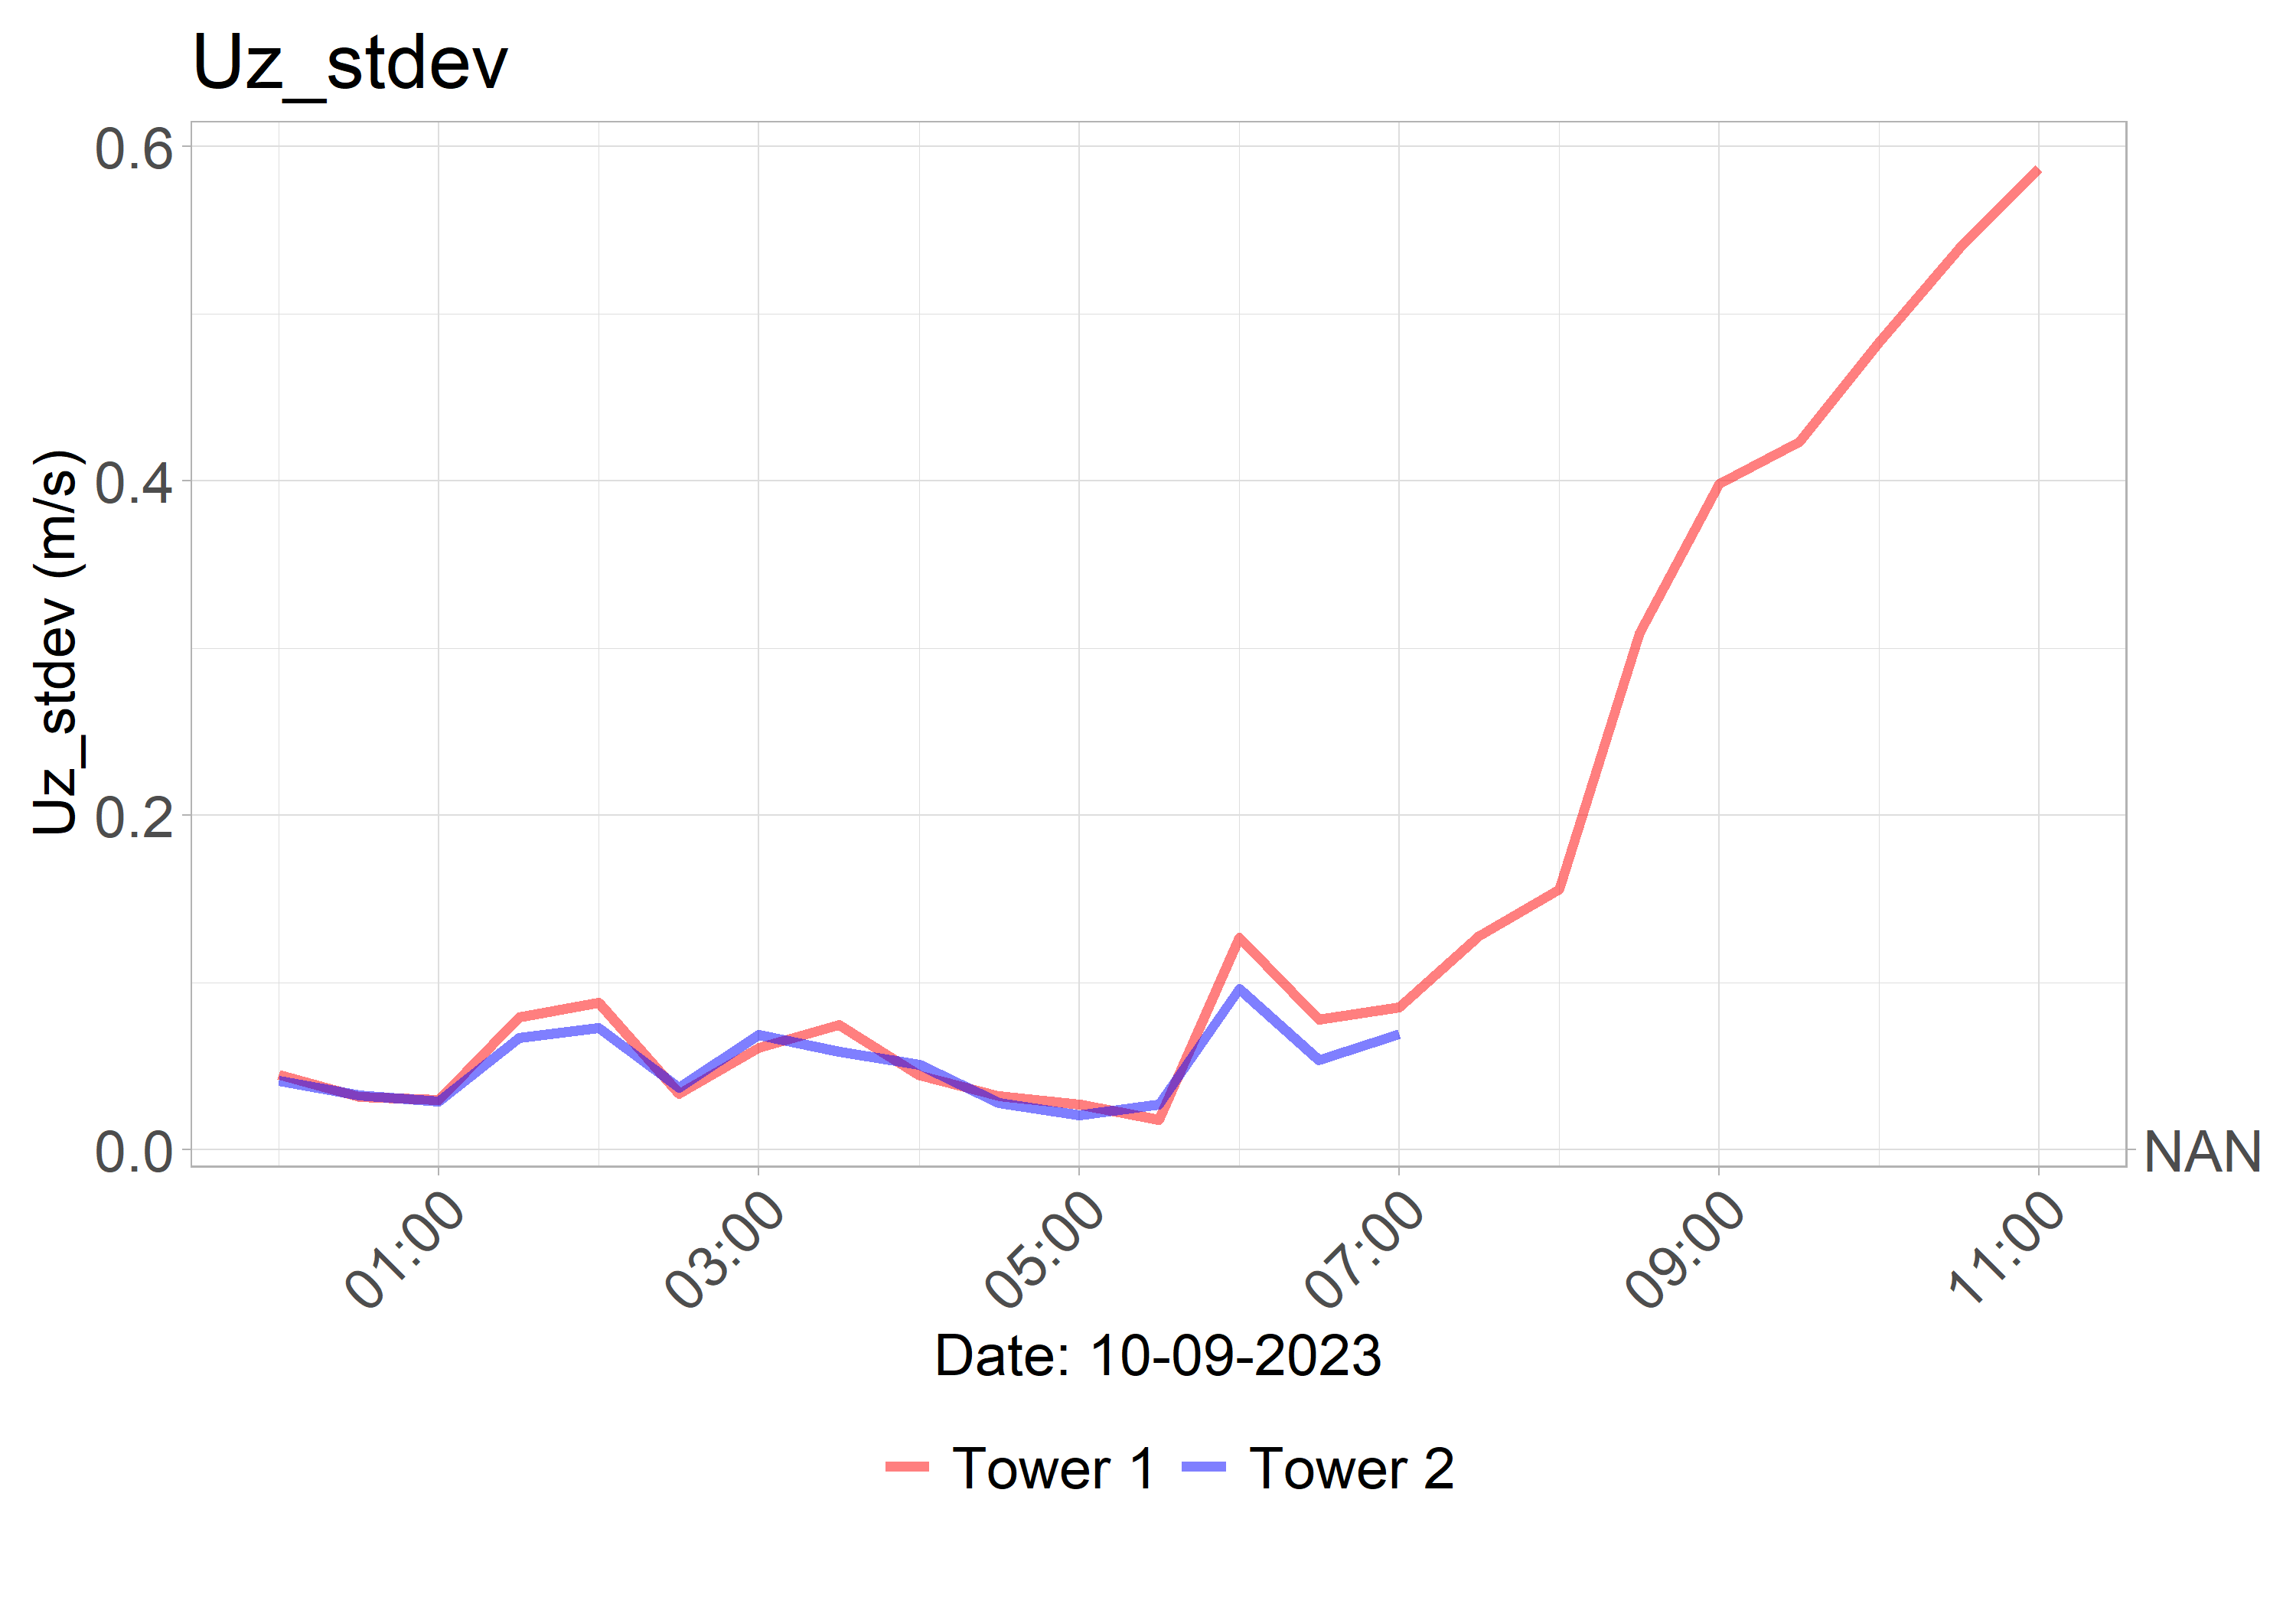 Uz_stdev
Uz_stdev (m/s)
0.6
0.4
0.2
0.0
NAN
01:00 03:00 05:00 07:00 09:00 11:00
Date: 10-09-2023
Tower 1 Tower 2